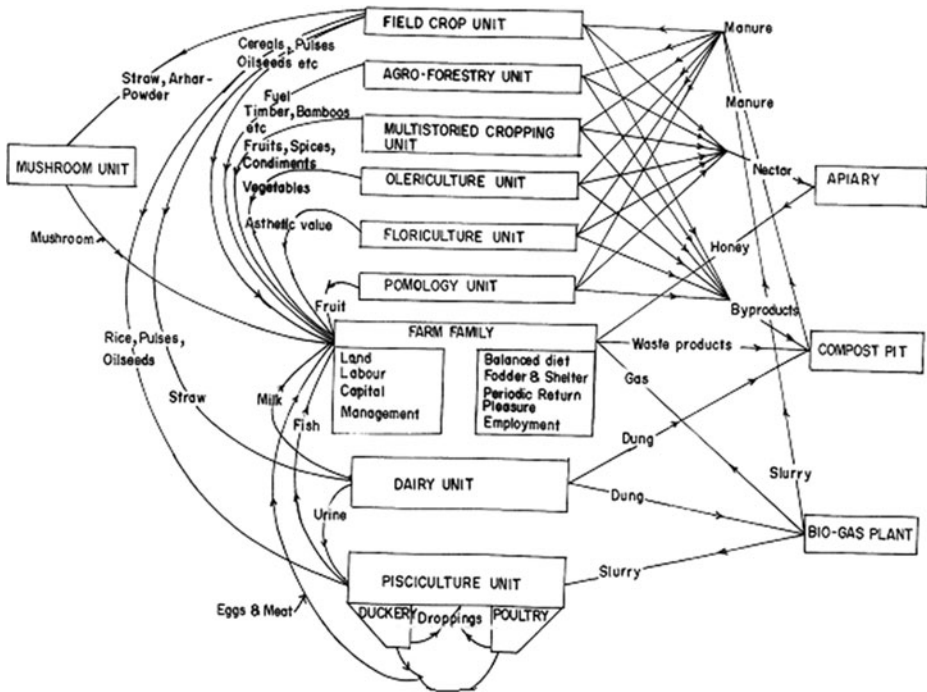 FIELD CROP UNIT
Manure
Cereals, Pulses
Oilseeds etc
Straw, Arhar-
Powder
AGRO-FORESTRY UNIT
Fuel
Timber, Bamboos
etc
Manure
MULTISTORIED CROPPING
UNIT
Fruits, Spices,
Condiments
MUSHROOM UNIT
Nector
APIARY
OLERICULTURE UNIT
Vegetables
Asthetic value
FLORICULTURE UNIT
Mushroom
Honey
POMOLOGY UNIT
Fruit
Byproducts
FARM FAMILY
Rice, Pulses,
Oilseeds
Waste products
COMPOST PIT
Land
Labour
Capital
Management
Balanced diet
Fodder & Shelter
Periodic Return
Pleasure
Employment
Gas
Straw
Milk
Fish
Dung
Slurry
DAIRY UNIT
Dung
Urine
BIO-GAS PLANT
Slurry
PISCICULTURE UNIT
Eggs & Meat
DUCKERY
Droppings
POULTRY